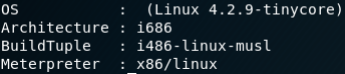 OS           :  (Linux 4.2.9-tinycore)
Architecture : i686
BuildTuple   : i486-linux-musl
Meterpreter  : x86/linux